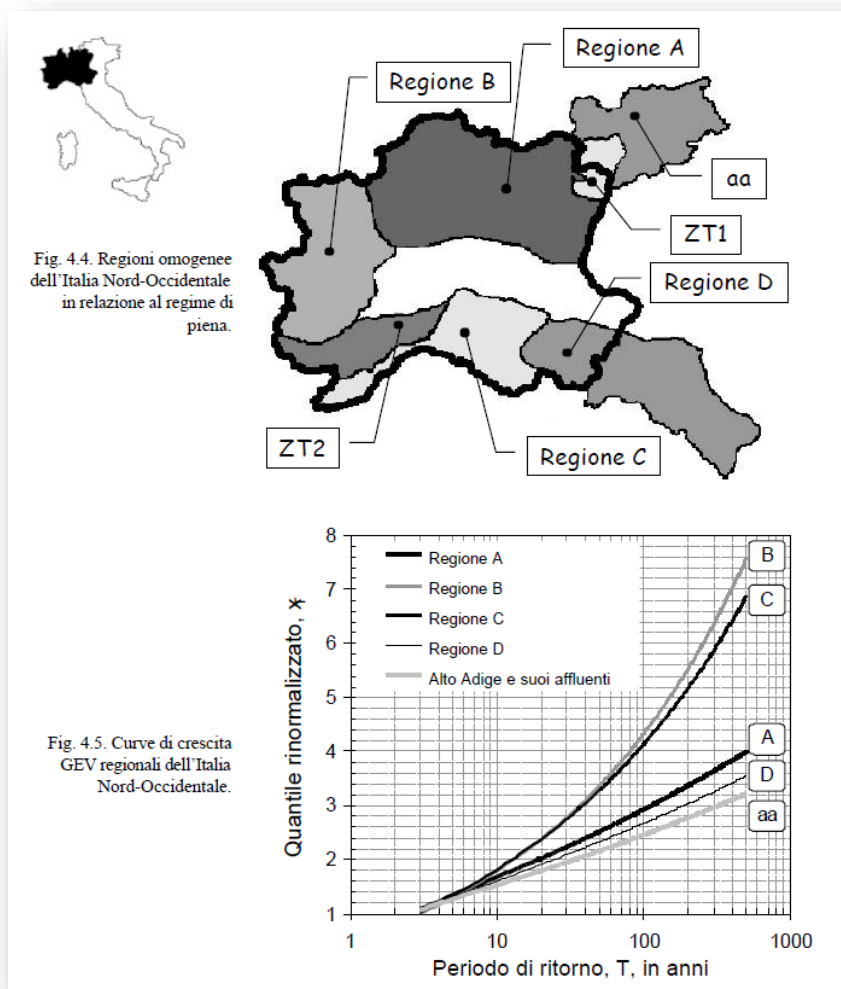 Regione A
Regione B
aa
ZT1
Regione D
ZT2
Regione C
Fig. 4.4. Regioni omogenee
dell'Italia Nord-Occidentale
in relazione al regime di
piena.
8
7
6
5
4
3
2
1
1
10
100
1000
Quantile rinormalizzato, xT
Periodo di ritorno, T, in anni
Regione A
Regione B
Regione C
Regione D
Alto Adige e suoi affluenti
B
C
A
D
aa
Fig. 4.5. Curve di crescita
GEV regionali dell'Italia
Nord-Occidentale.